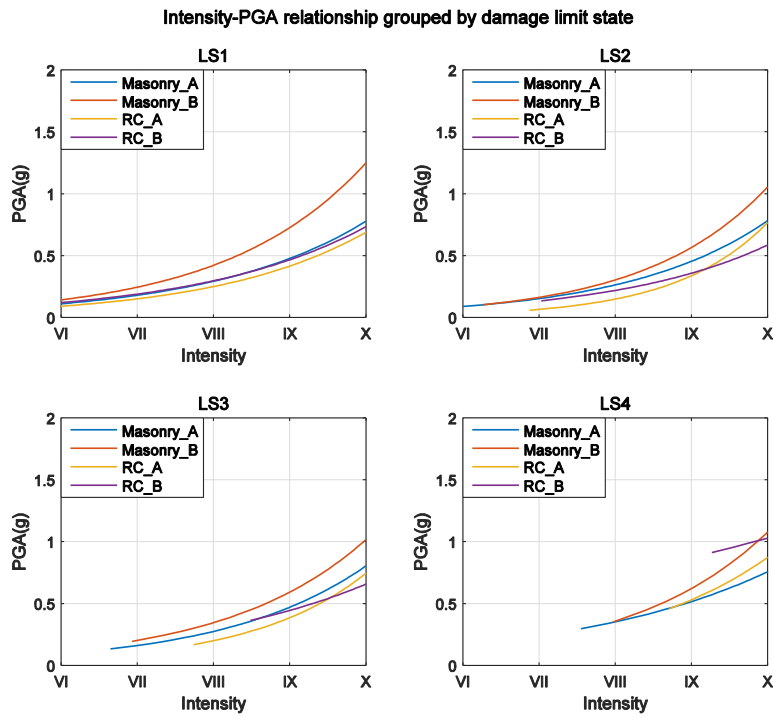 Intensity-PGA relationship grouped by damage limit state
LS1
Masonry_A
Masonry_B
RC_A
RC_B
2
1.5
1
0.5
0
PGA(g)
VI VII VIII IX X
Intensity
LS2
Masonry_A
Masonry_B
RC_A
RC_B
2
1.5
1
0.5
0
PGA(g)
VI VII VIII IX X
Intensity
LS3
Masonry_A
Masonry_B
RC_A
RC_B
2
1.5
1
0.5
0
PGA(g)
VI VII VIII IX X
Intensity
LS4
Masonry_A
Masonry_B
RC_A
RC_B
2
1.5
1
0.5
0
PGA(g)
VI VII VIII IX X
Intensity